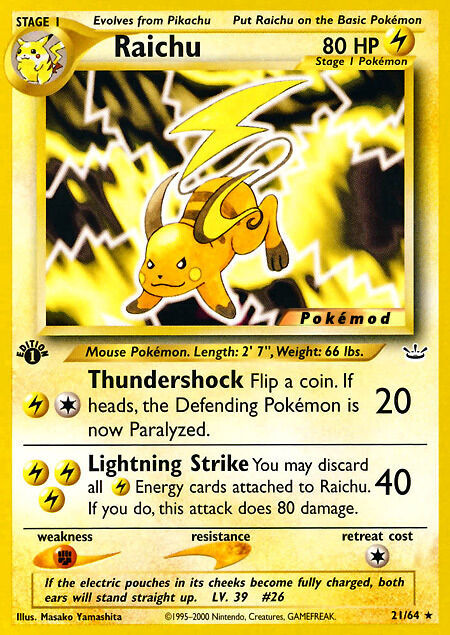 STAGE 1
Evolves from Pikachu
Put Raichu on the Basic Pokémon
Raichu
80 HP
Stage 1 Pokémon
Pokémod
EDITION
1
Mouse Pokémon. Length: 2' 7", Weight: 66 lbs.
Thundershock Flip a coin. If
heads, the Defending Pokémon is
now Paralyzed.
20
Lightning Strike You may discard
all Energy cards attached to Raichu.
If you do, this attack does 80 damage.
40
weakness
resistance
retreat cost
If the electric pouches in its cheeks become fully charged, both
ears will stand straight up. LV. 39 #26
Illus. Masako Yamashita
©1995-2000 Nintendo, Creatures, GAMEFREAK.
21/64 ★